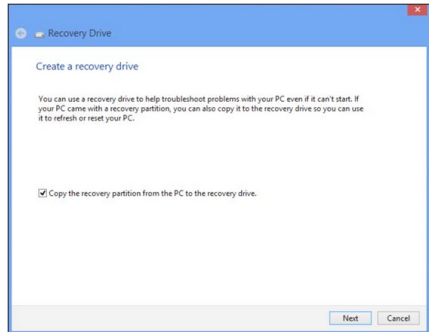 Recovery Drive
Create a recovery drive
You can use a recovery drive to help troubleshoot problems with your PC even if it can't start. If
your PC came with a recovery partition, you can also copy it to the recovery drive so you can use
it to refresh or reset your PC.
Copy the recovery partition from the PC to the recovery drive.
Next Cancel